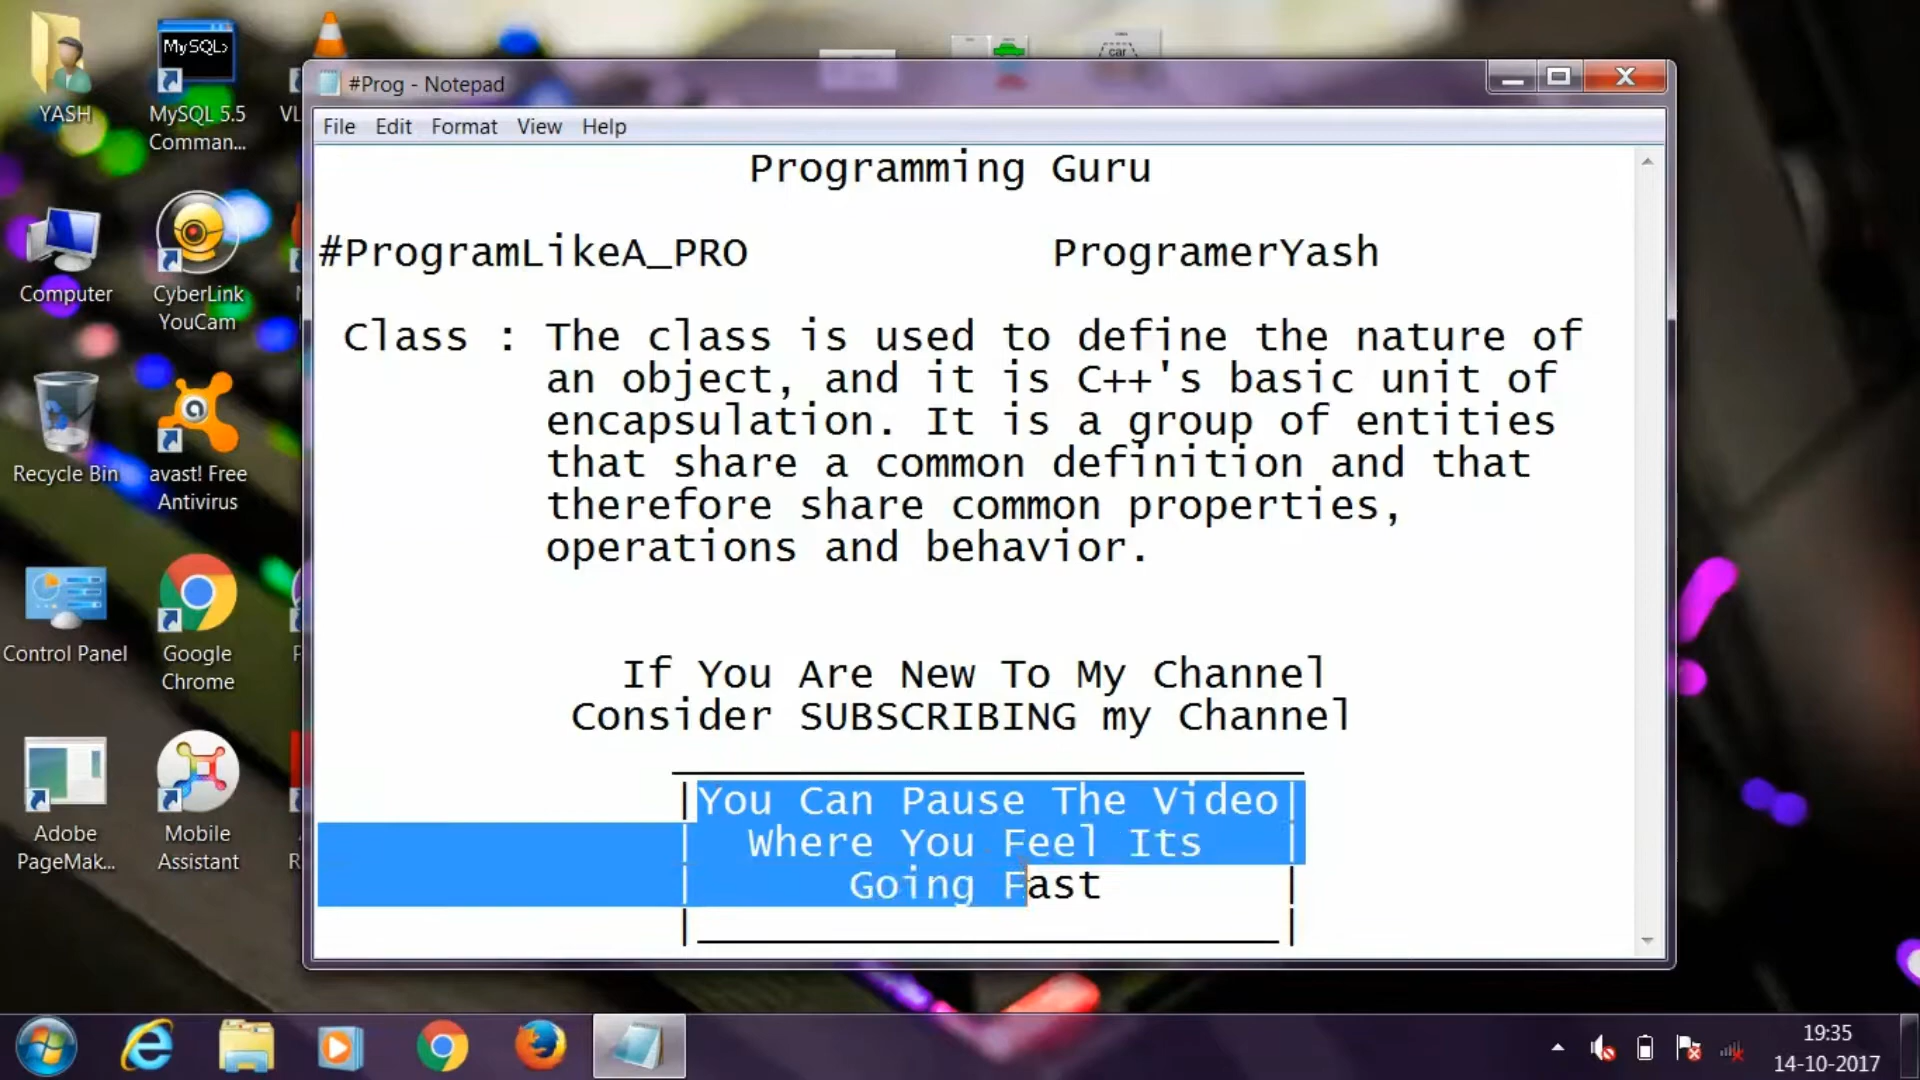 YASH
MySQL>
MySQL 5.5
Comman...
VL
car
#Prog - Notepad
File Edit Format View Help
Programming Guru
#ProgramLikeA_PRO ProgramerYash
Class : The class is used to define the nature of
an object, and it is C++'s basic unit of
encapsulation. It is a group of entities
that share a common definition and that
therefore share common properties,
operations and behavior.
If You Are New To My Channel
Consider SUBSCRIBING my Channel
You Can Pause The Video
Where You Feel Its
Going Fast
Computer
CyberLink
YouCam
Recycle Bin
avast! Free
Antivirus
Control Panel
Google
Chrome
Adobe
PageMak...
Mobile
Assistant
19:35
14-10-2017